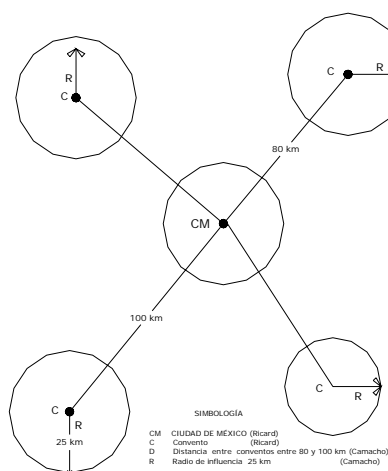 R
C
C
R
80 km
CM
100 km
C
R
25 km
C
R
SIMBOLOGÍA
CM CIUDAD DE MÉXICO (Ricard)
C Convento (Ricard)
D Distancia entre conventos entre 80 y 100 km (Camacho)
R Radio de influencia 25 km (Camacho)